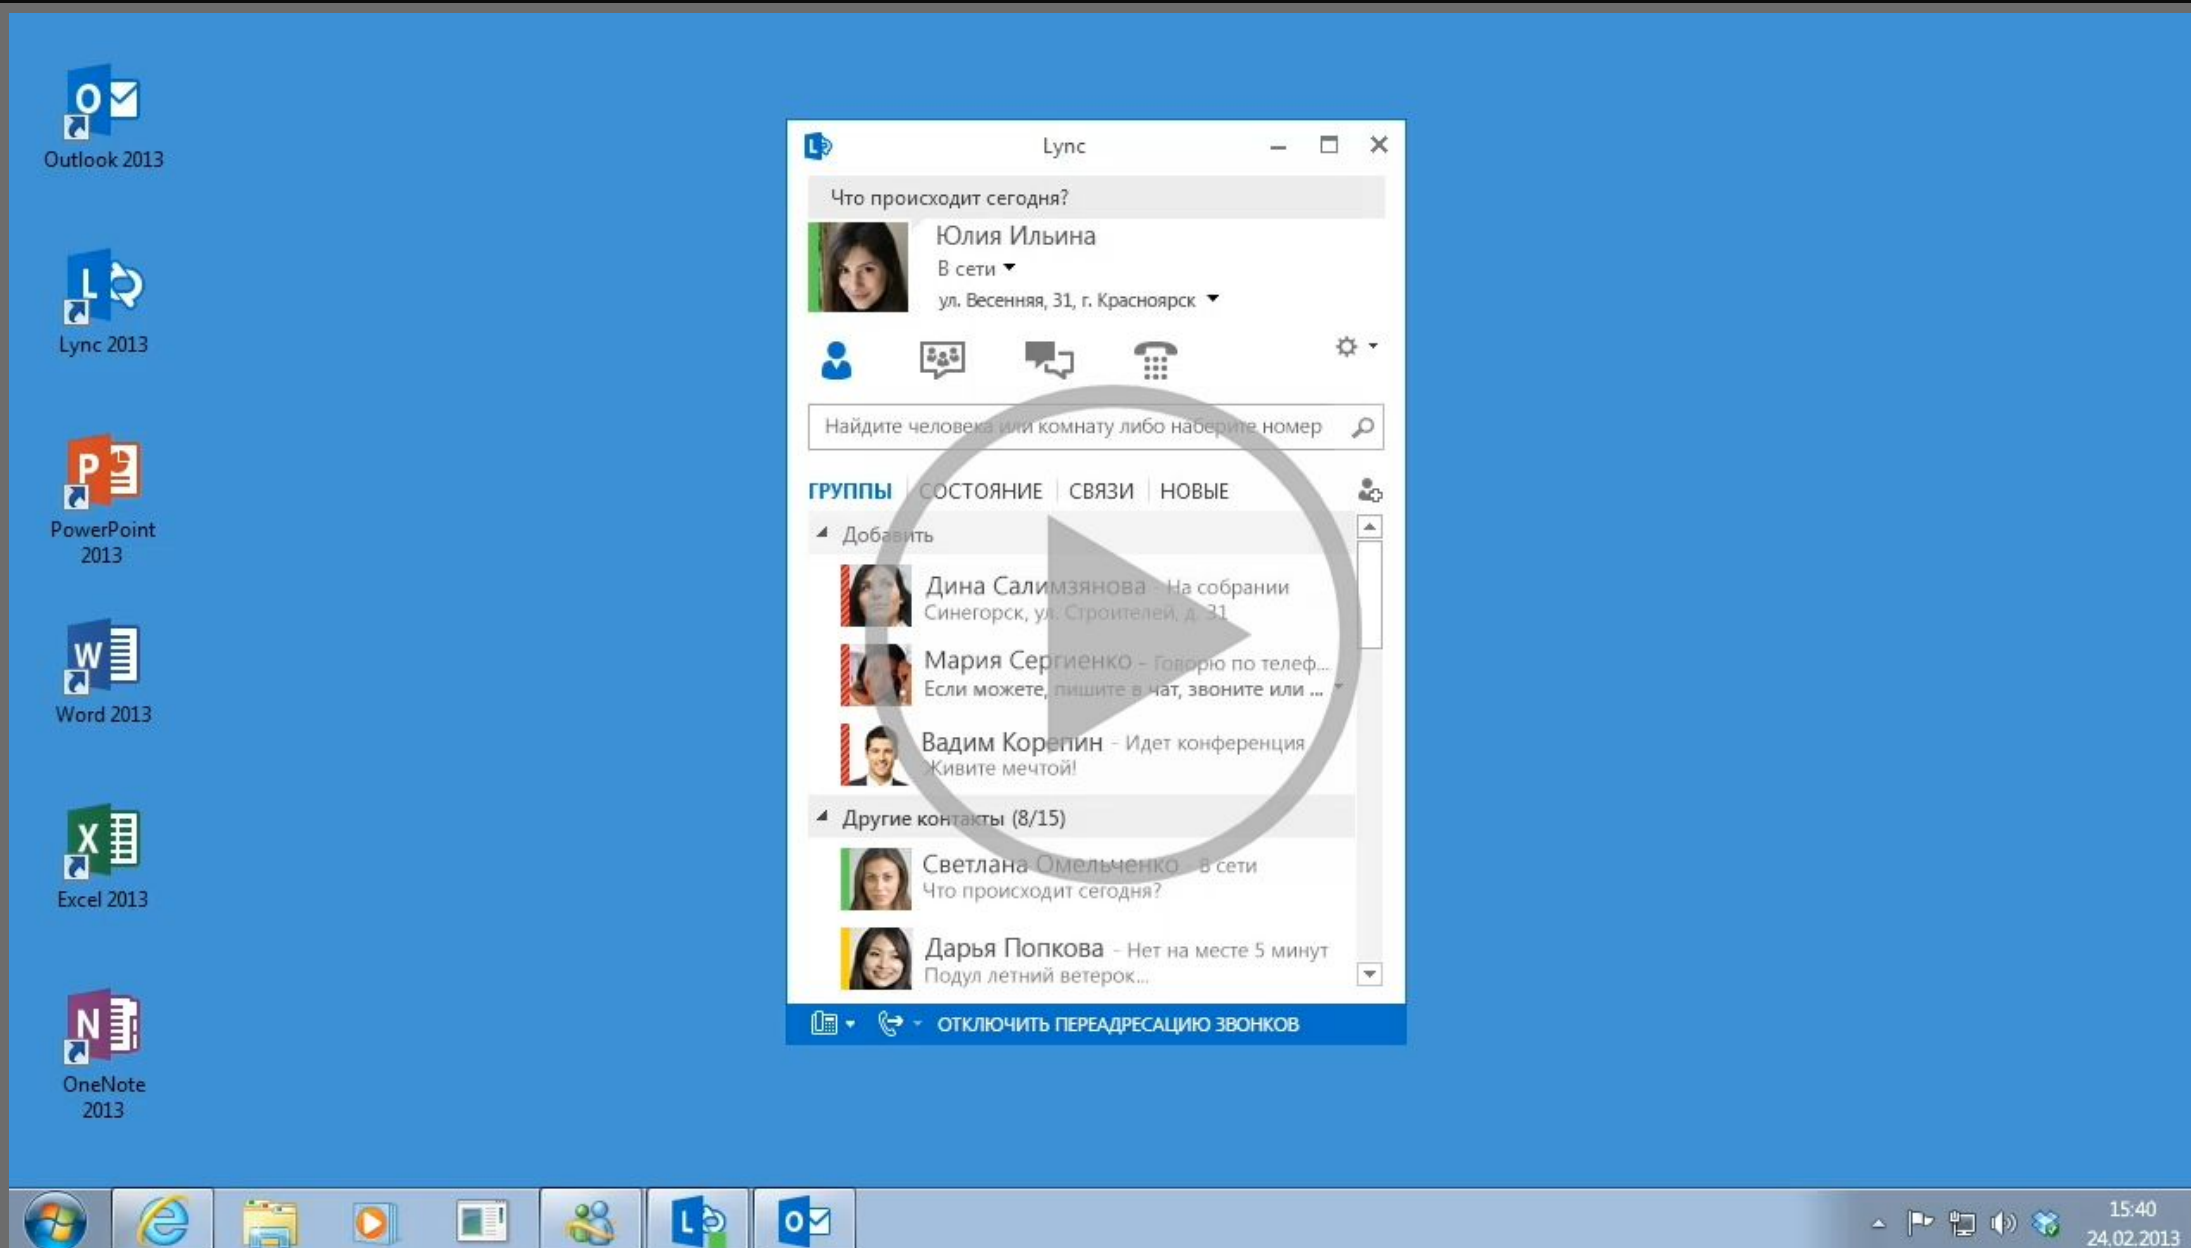 Outlook 2013
Lync 2013
PowerPoint
2013
Word 2013
Excel 2013
OneNote
2013
Lync
Что происходит сегодня?
Юлия Ильина
В сети
ул. Весенняя, 31, г. Красноярск
Найдите человека или комнату либо наберите номер
ГРУППЫ СОСТОЯНИЕ СВЯЗИ НОВЫЕ
Добавить
Дина Салимзянова - На собрании
Синегорск, ул. Строителей, д. 31
Мария Сергиенко - Говорю по телеф...
Если можете, пишите в чат, звоните или ...
Вадим Корепин - Идет конференция
Живите мечтой!
Другие контакты (8/15)
Светлана Омельченко - В сети
Что происходит сегодня?
Дарья Попкова - Нет на месте 5 минут
Подул летний ветерок...
ОТКЛЮЧИТЬ ПЕРЕАДРЕСАЦИЮ ЗВОНКОВ
15:40
24.02.2013